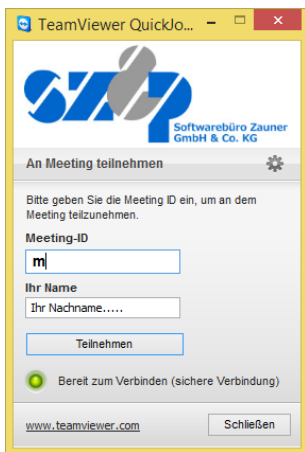 TeamViewer QuickJo...
SZ&P
Softwarebüro Zauner
GmbH & Co. KG
An Meeting teilnehmen
Bitte geben Sie die Meeting ID ein, um an dem
Meeting teilzunehmen.
Meeting-ID
m
Ihr Name
Ihr Nachname.....
Teilnehmen
Bereit zum Verbinden (sichere Verbindung)
www.teamviewer.com
Schließen